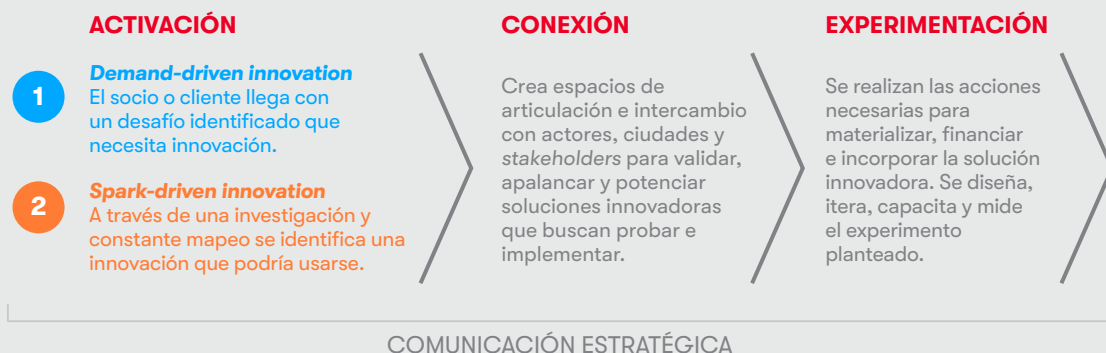 ACTIVACIÓN
1
Demand-driven innovation
El socio o cliente llega con
un desafío identificado que
necesita innovación.
2
Spark-driven innovation
A través de una investigación y
constante mapeo se identifica una
innovación que podría usarse.
CONEXIÓN
Crea espacios de
articulación e intercambio
con actores, ciudades y
stakeholders para validar,
apalancar y potenciar
soluciones innovadoras
que buscan probar e
implementar.
EXPERIMENTACIÓN
Se realizan las acciones
necesarias para
materializar, financiar
e incorporar la solución
innovadora. Se diseña,
itera, capacita y mide
el experimento
planteado.
COMUNICACIÓN ESTRATÉGICA